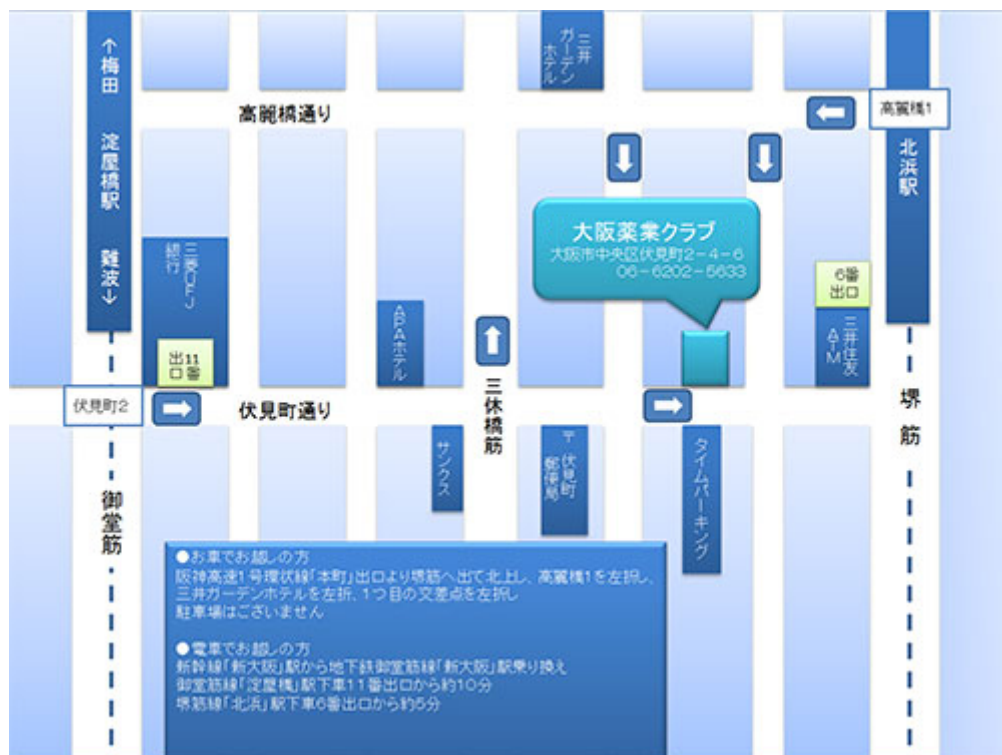 ↑梅田 淀屋橋駅 難波↓
三井
ガーデン
ホテル
高麗橋通り
高麗橋1
北浜駅
大阪薬業クラブ
大阪市中央区伏見町2-4-6
06-6202-5633
三菱UFJ
銀行
11番
出口
APAホテル
6番
出口
三井住友
ATM
伏見町2
伏見町通り
三休橋筋
堺筋
サンクス
〒伏見町
郵便局
タイムパーキング
御堂筋
●お車でお越しの方
阪神高速1号環状線「本町」出口より堺筋へ出て北上し、高麗橋1を左折し、
三井ガーデンホテルを左折、1つ目の交差点を左折し
駐車場はございません
●電車でお越しの方
新幹線「新大阪」駅から地下鉄御堂筋線「新大阪」駅乗り換え
御堂筋線「淀屋橋」駅下車11番出口から約10分
堺筋線「北浜」駅下車6番出口から約5分